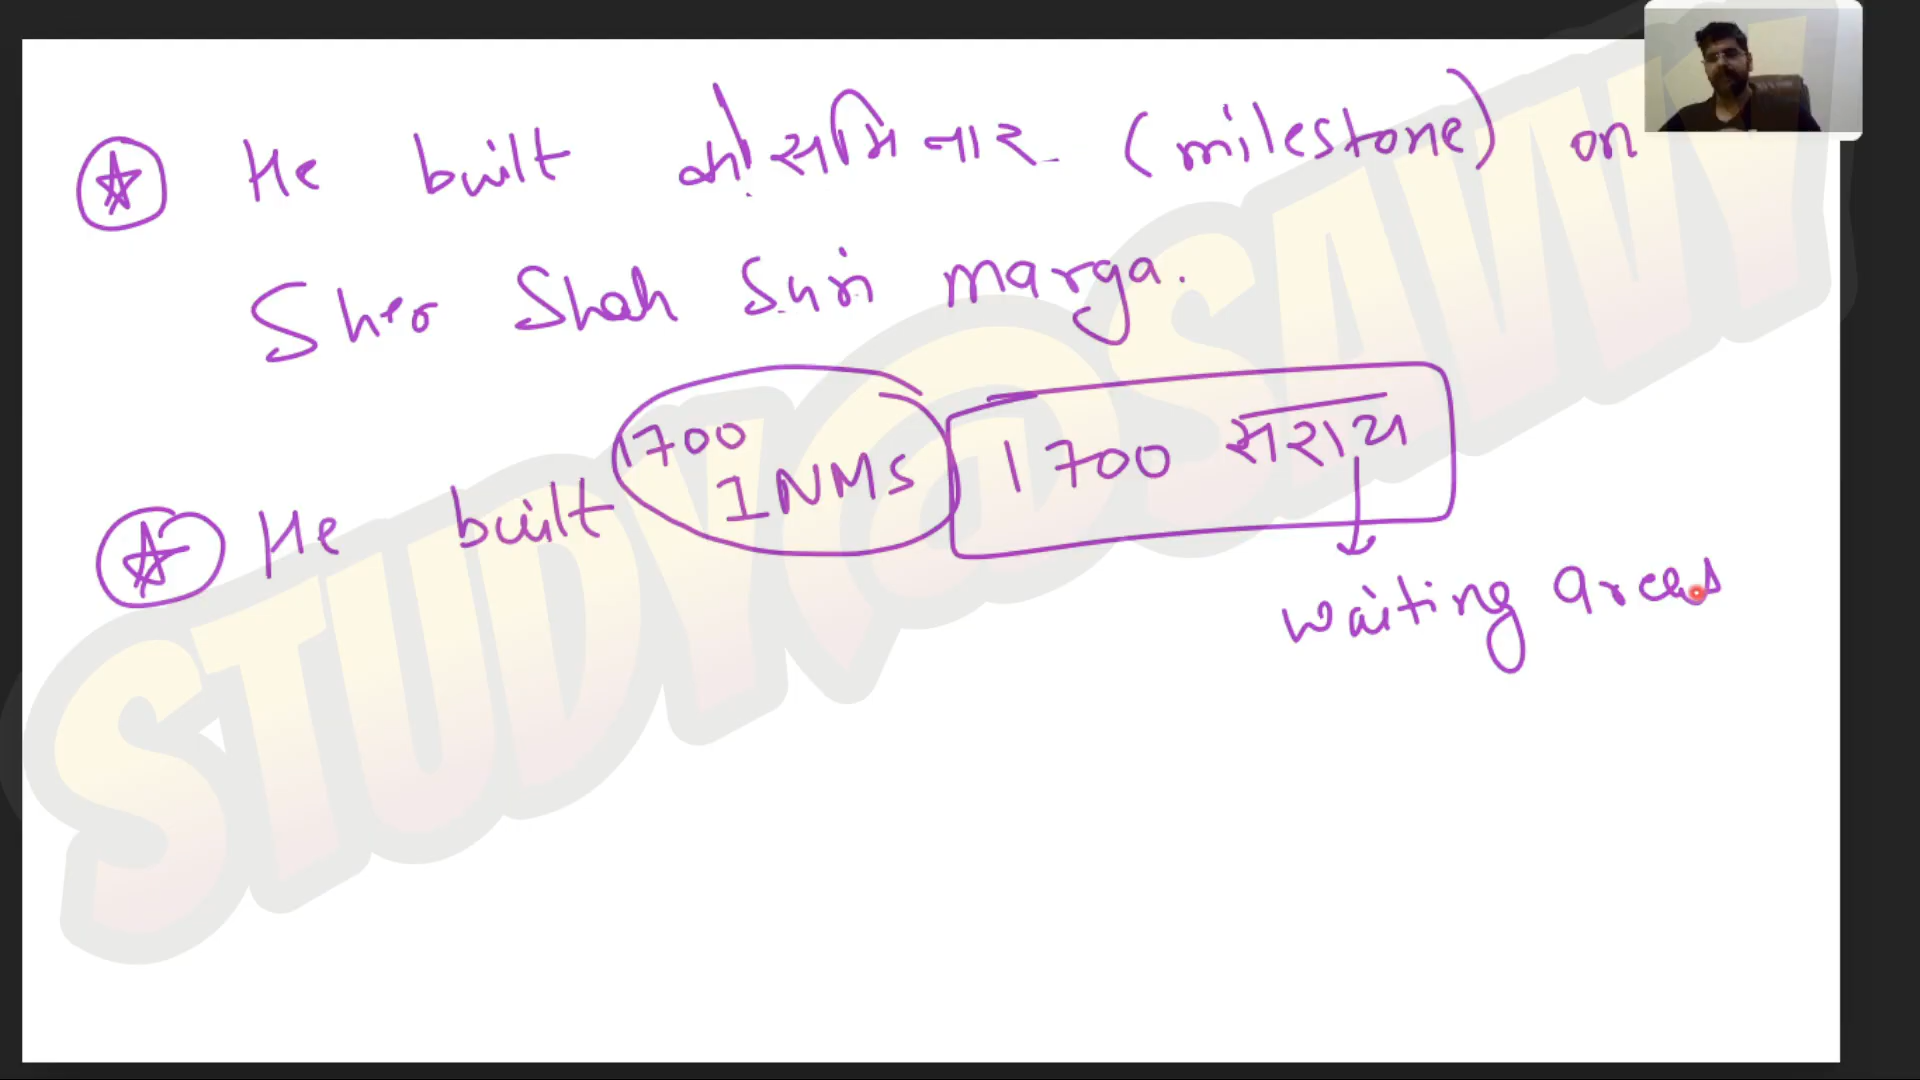 He built कोसमिनार (milestone) on
Sher Shah Suri marga.
He built 1700 INMs 1700 सराय
waiting areas
STUDY@SAVVY